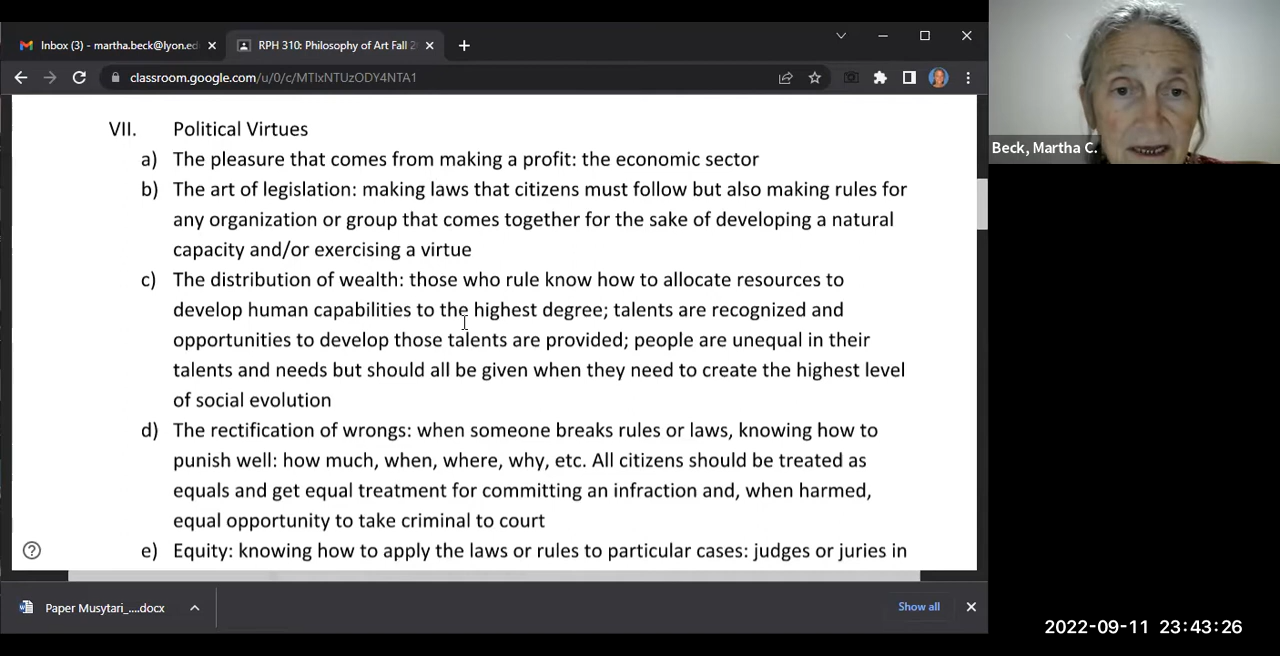 Inbox (3) - martha.beck@lyon.ed
RPH 310: Philosophy of Art Fall 2
classroom.google.com/u/0/c/MTIxNTUzODY4NTA1
VII. Political Virtues
a) The pleasure that comes from making a profit: the economic sector
b) The art of legislation: making laws that citizens must follow but also making rules for
any organization or group that comes together for the sake of developing a natural
capacity and/or exercising a virtue
c) The distribution of wealth: those who rule know how to allocate resources to
develop human capabilities to the highest degree; talents are recognized and
opportunities to develop those talents are provided; people are unequal in their
talents and needs but should all be given when they need to create the highest level
of social evolution
d) The rectification of wrongs: when someone breaks rules or laws, knowing how to
punish well: how much, when, where, why, etc. All citizens should be treated as
equals and get equal treatment for committing an infraction and, when harmed,
equal opportunity to take criminal to court
e) Equity: knowing how to apply the laws or rules to particular cases: judges or juries in
Paper Musytari_....docx
Show all
Beck, Martha C.
2022-09-11 23:43:26